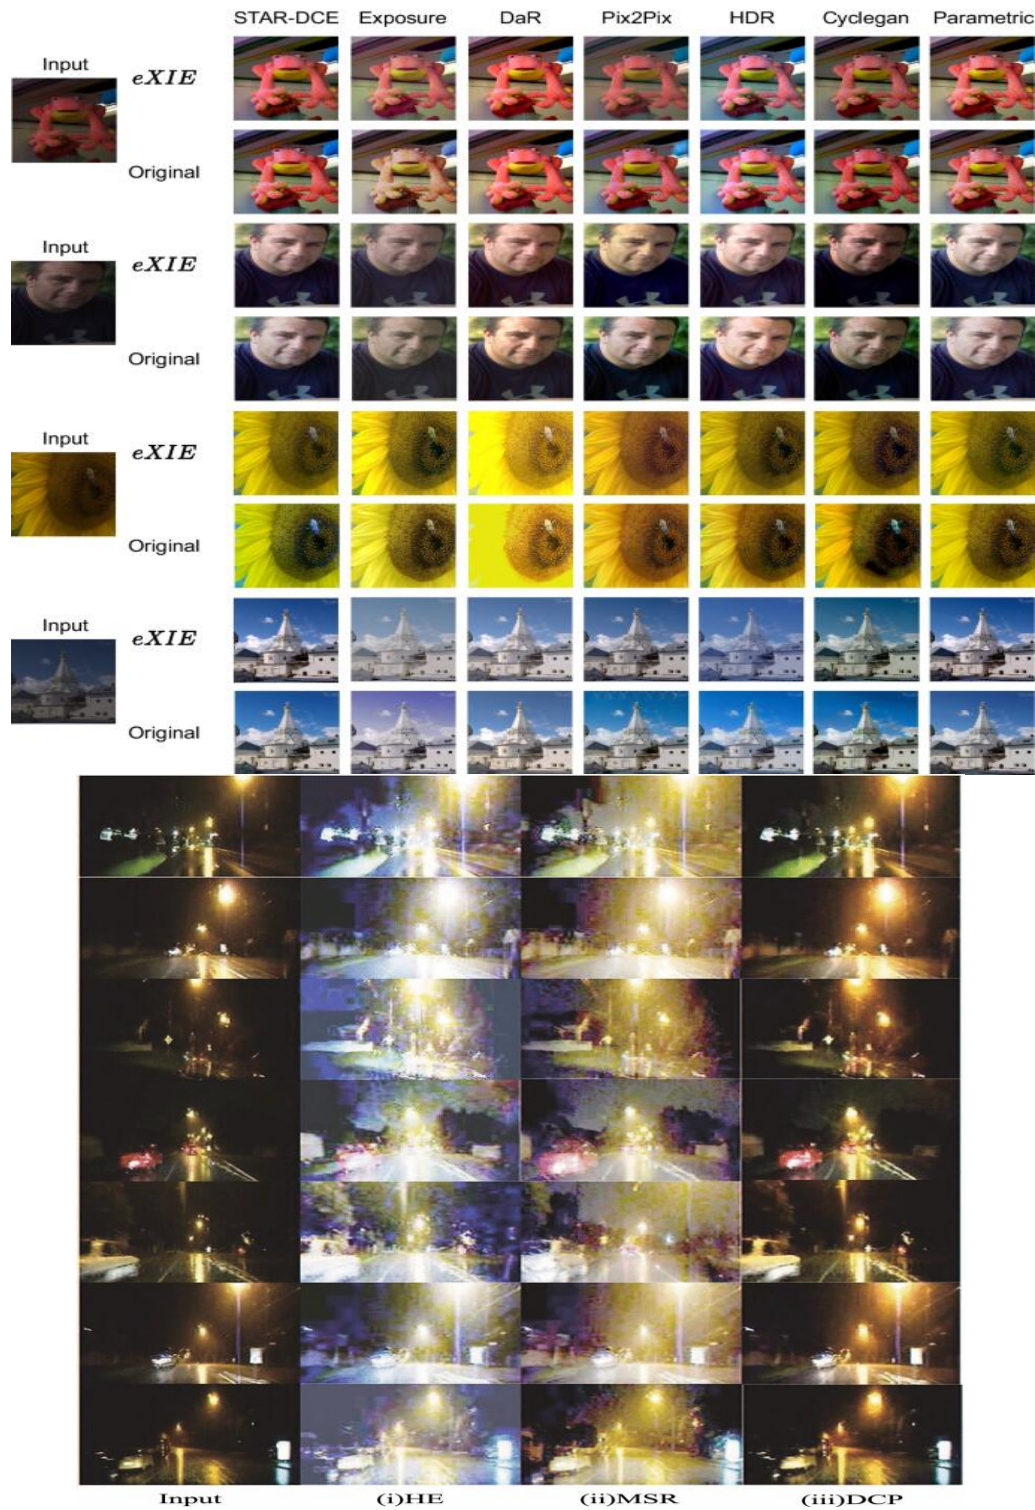 STAR-DCE Exposure DaR Pix2Pix HDR Cyclegan Parametric
Input
eXIE
Original
Input
eXIE
Original
Input
eXIE
Original
Input
eXIE
Original
Input (i)HE (ii)MSR (iii)DCP